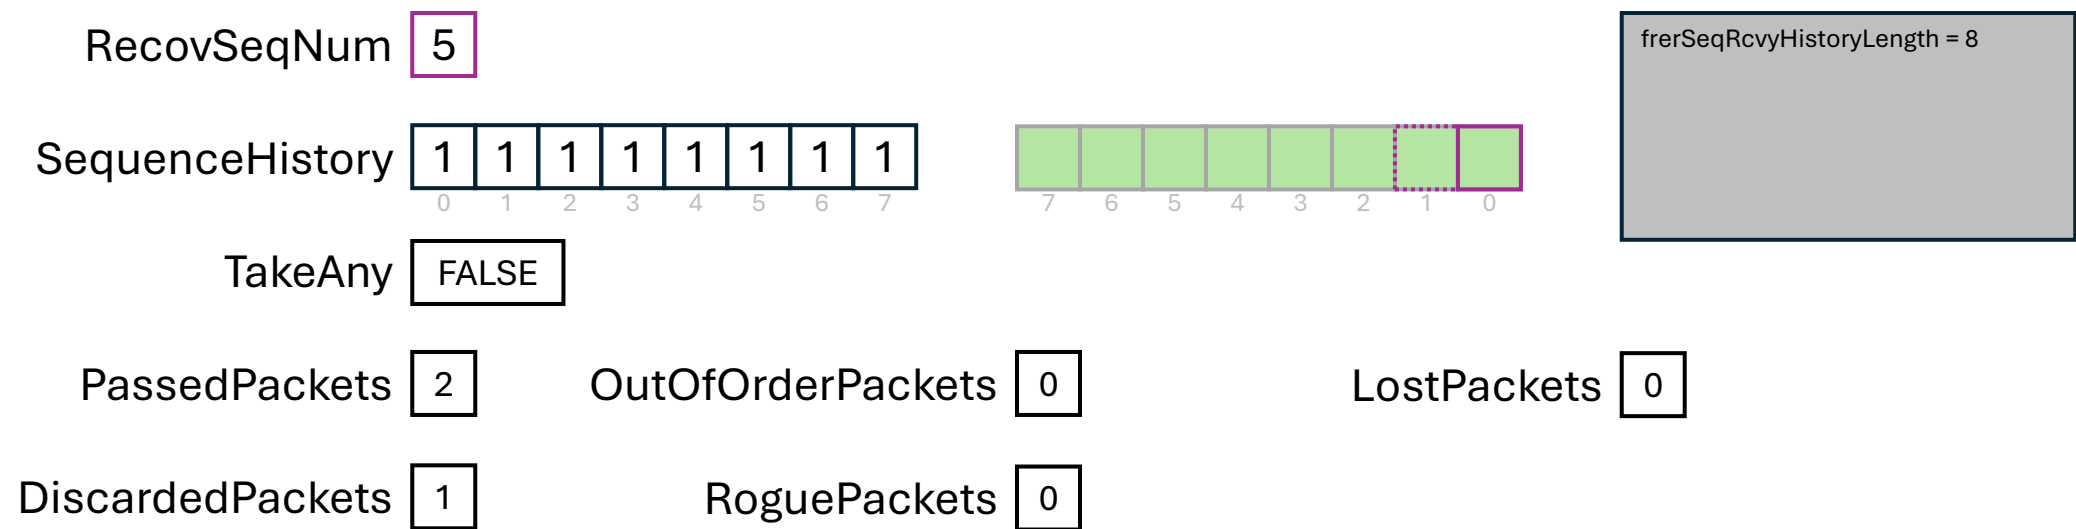 RecovSeqNum 5 frerSeqRcvyHistoryLength = 8
SequenceHistory 1 1 1 1 1 1 1 1
0 1 2 3 4 5 6 7 7 6 5 4 3 2 1 0
TakeAny FALSE
PassedPackets 2 OutOfOrderPackets 0 LostPackets 0
DiscardedPackets 1 RoguePackets 0